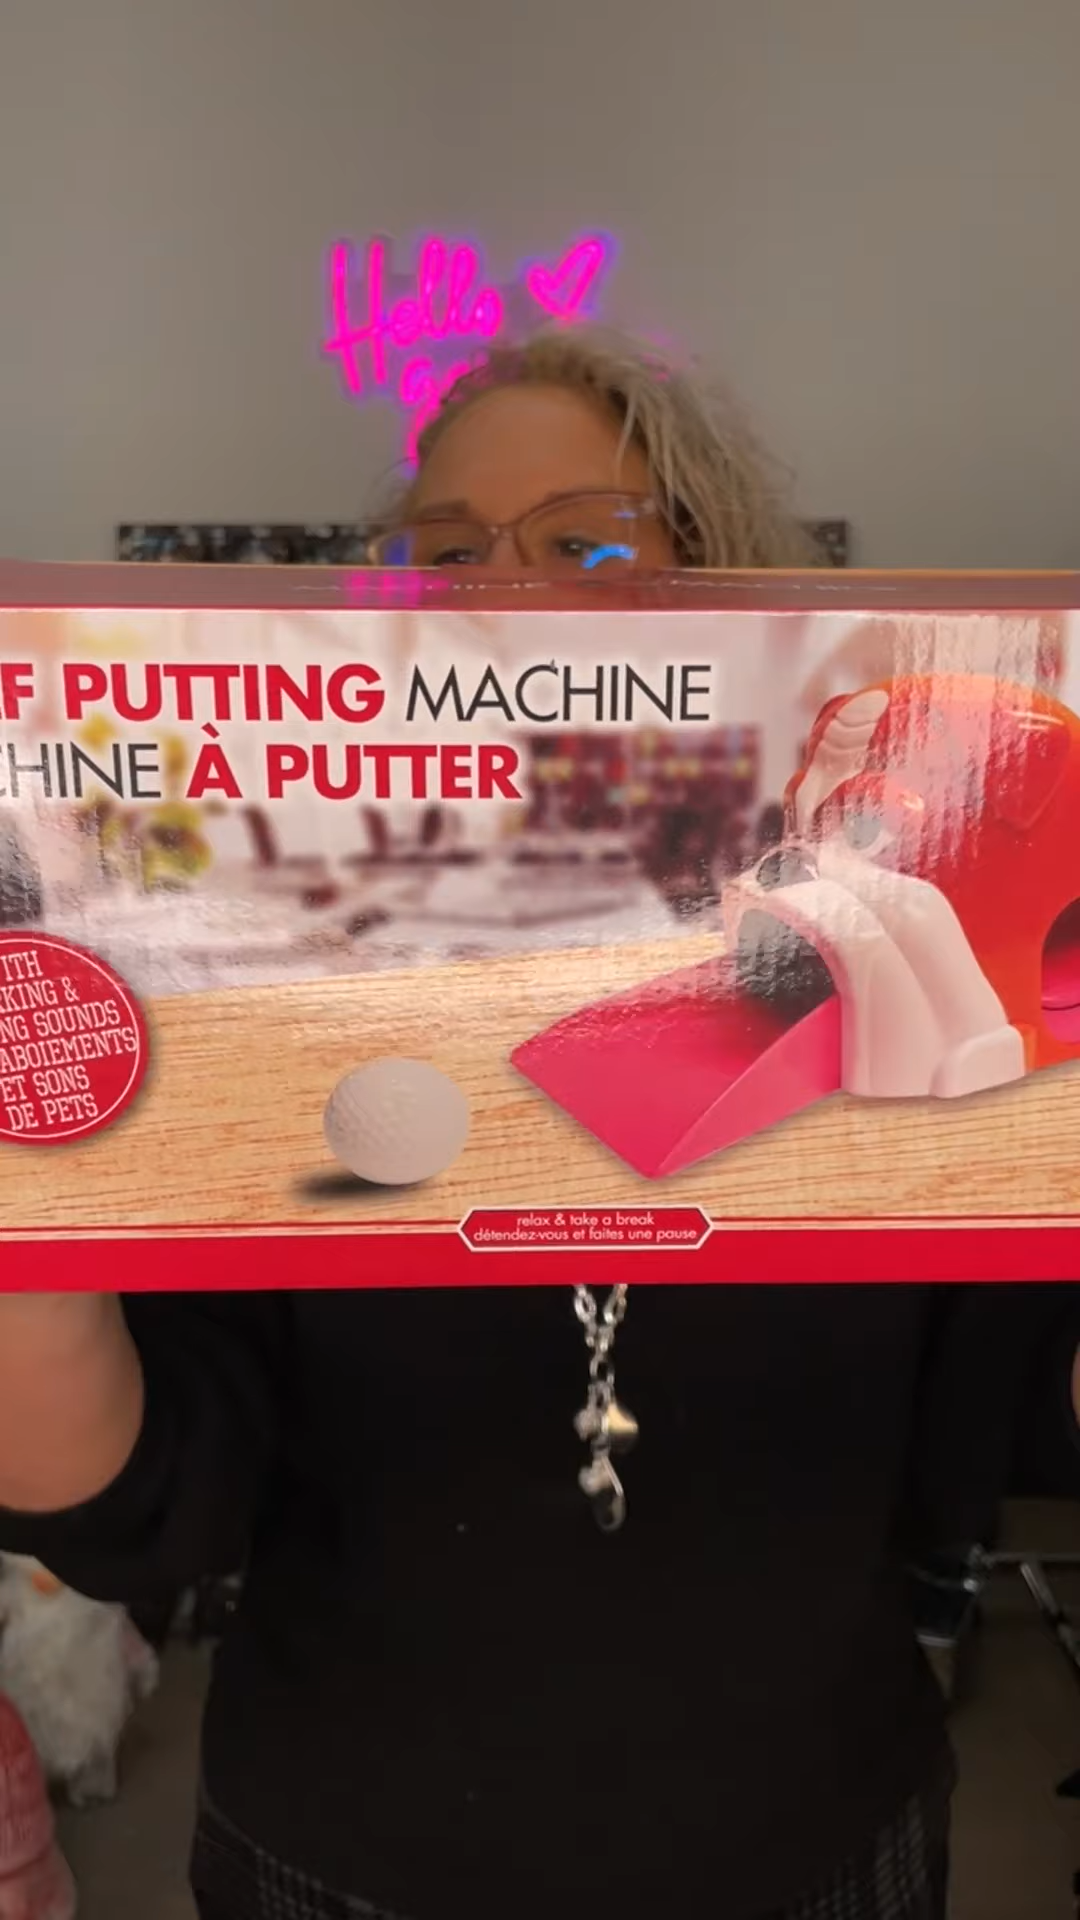 Hello
F PUTTING MACHINE
CHINE À PUTTER
ITH
RKING &
NG SOUNDS
ABOIEMENTS
ET SONS
DE PETS
relax & take a break
détendez-vous et faites une pause